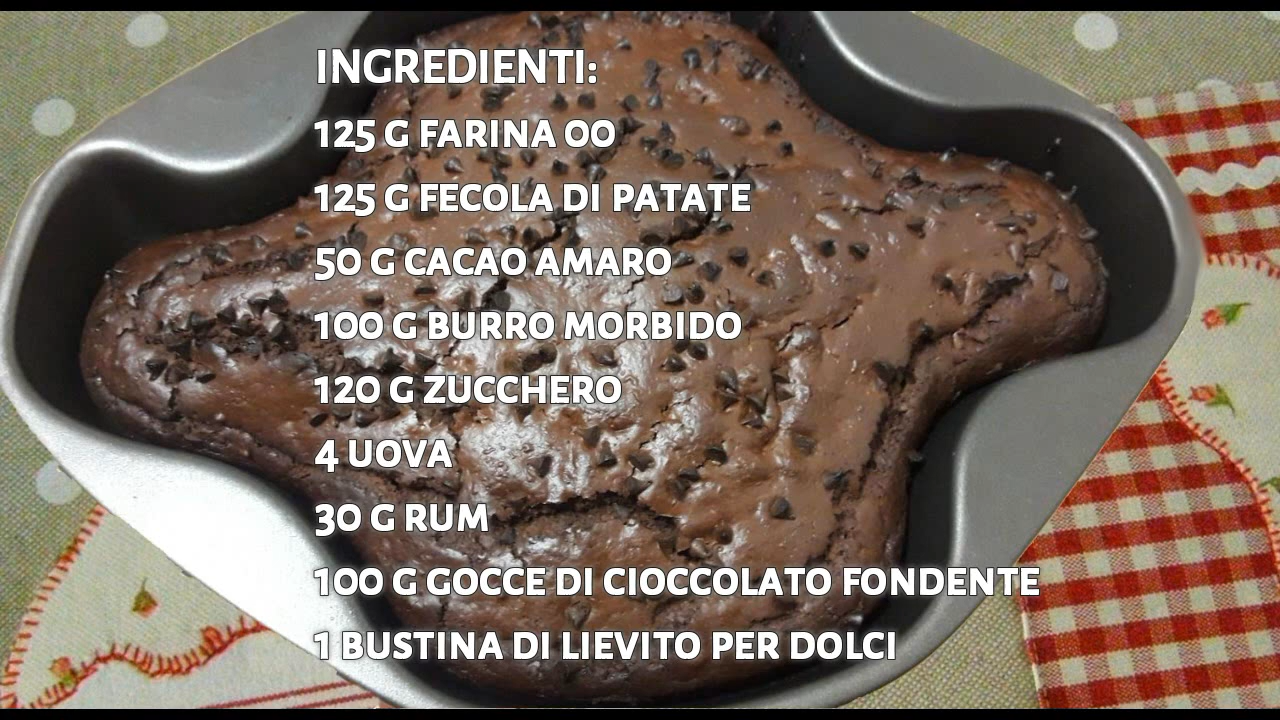 INGREDIENTI:
125 G FARINA 00
125 G FECOLA DI PATATE
50 G CACAO AMARO
100 G BURRO MORBIDO
120 G ZUCCHERO
4 UOVA
30 G RUM
100 G GOCCE DI CIOCCOLATO FONDENTE
1 BUSTINA DI LIEVITO PER DOLCI